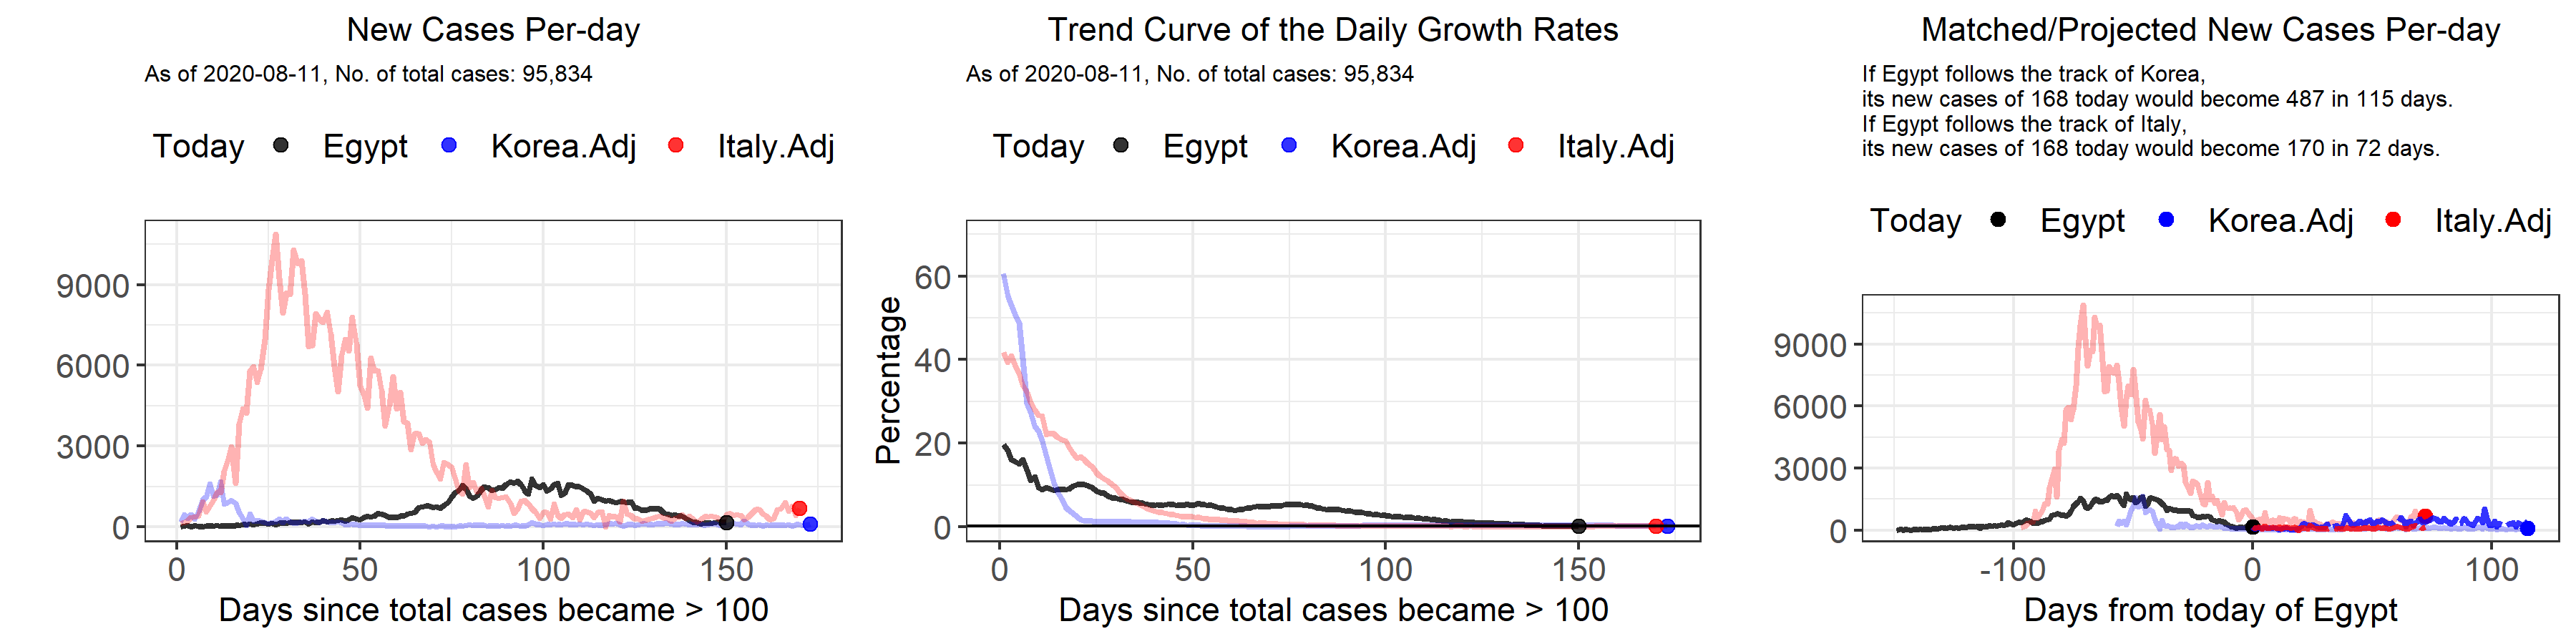 New Cases Per-day
As of 2020-08-11, No. of total cases: 95,834
Today Egypt Korea.Adj Italy.Adj
9000
6000
3000
0
0 50 100 150
Days since total cases became > 100
Trend Curve of the Daily Growth Rates
As of 2020-08-11, No. of total cases: 95,834
Today Egypt Korea.Adj Italy.Adj
Percentage
60
40
20
0
0 50 100 150
Days since total cases became > 100
Matched/Projected New Cases Per-day
If Egypt follows the track of Korea,
its new cases of 168 today would become 487 in 115 days.
If Egypt follows the track of Italy,
its new cases of 168 today would become 170 in 72 days.
Today Egypt Korea.Adj Italy.Adj
9000
6000
3000
0
-100 0 100
Days from today of Egypt